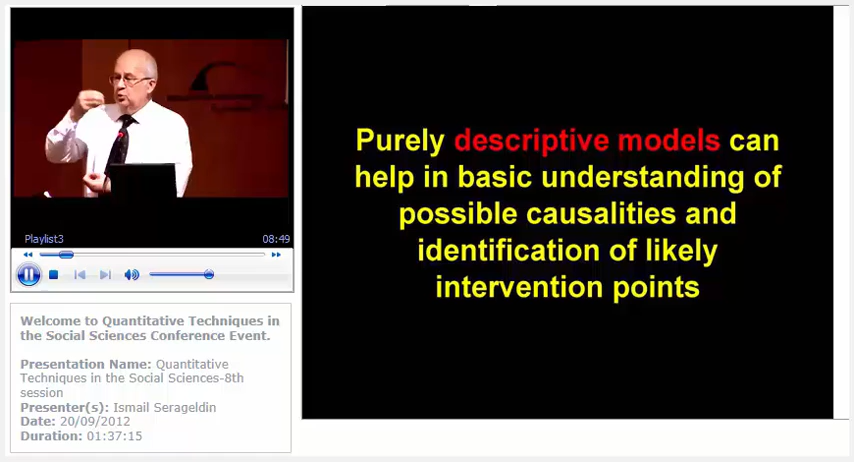 Playlist3 08:49
Welcome to Quantitative Techniques in
the Social Sciences Conference Event.
Presentation Name: Quantitative
Techniques in the Social Sciences-8th
session
Presenter(s): Ismail Serageldin
Date: 20/09/2012
Duration: 01:37:15
Purely descriptive models can
help in basic understanding of
possible causalities and
identification of likely
intervention points